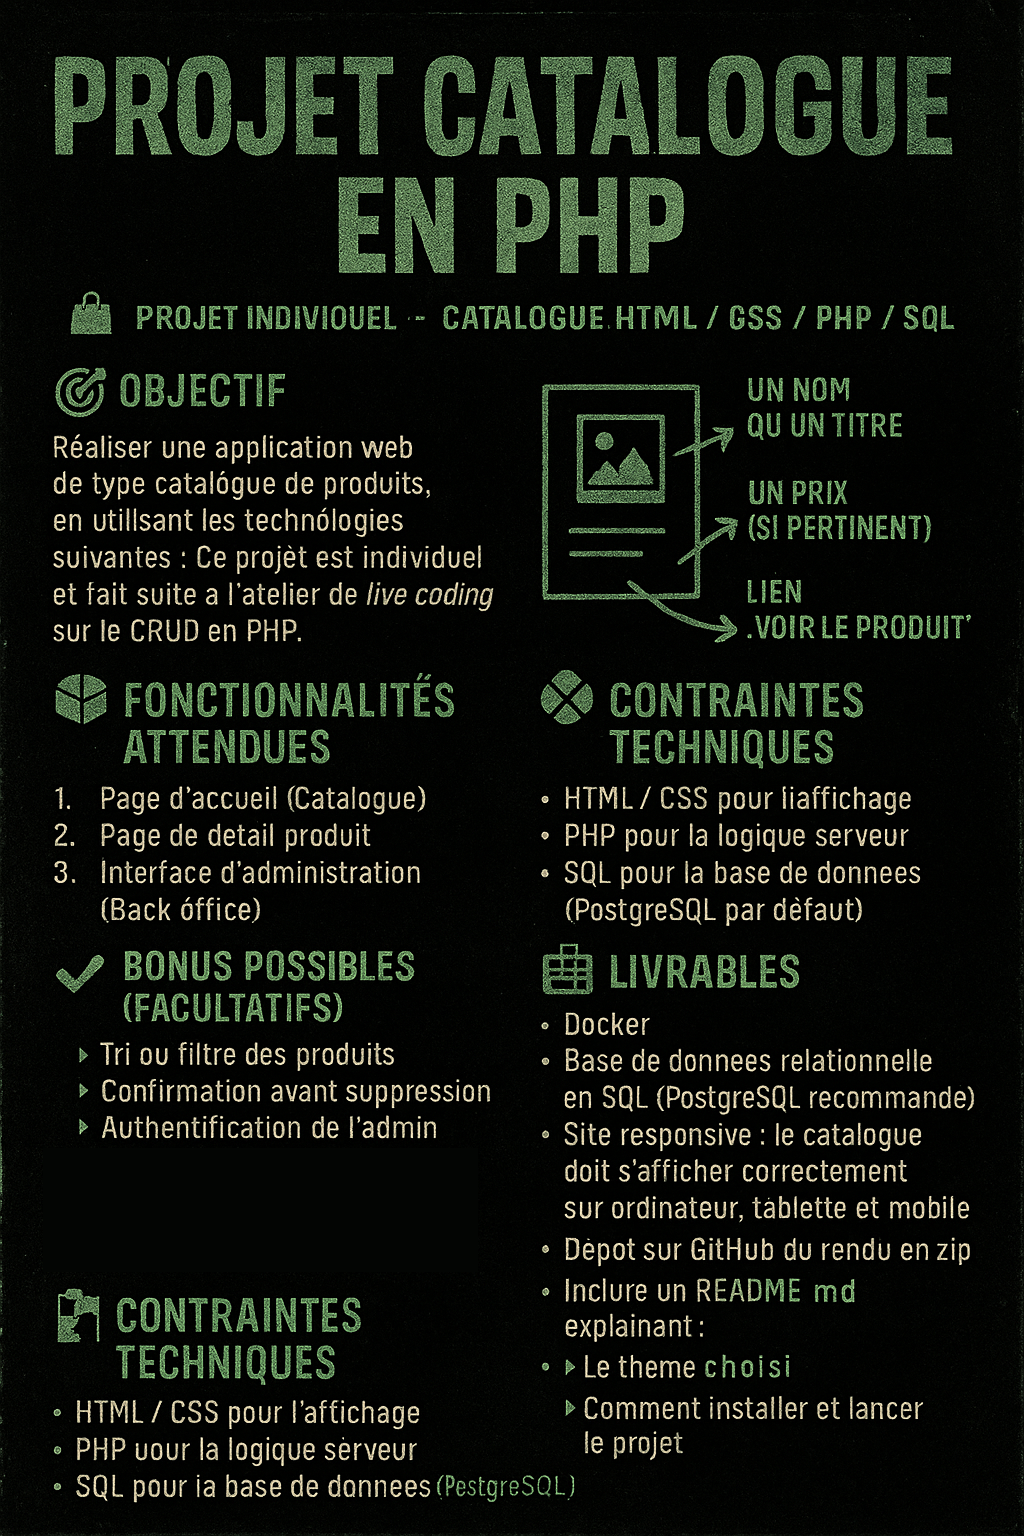 PROJET CATALOGUE
EN PHP
PROJET INDIVIOUEL -- CATALOGUE.HTML / GSS / PHP / SQL
OBJECTIF
Réaliser une application web
de type catalógue de produits,
en utillsant les technólogies
suivantes : Ce projèt est individuel
et fait suite a l'atelier de live coding
sur le CRUD en PHP.
UN NOM
QU UN TITRE
UN PRIX
(SI PERTINENT)
LIEN
.VOIR LE PRODUIT'
FONCTIONNALITÉS
ATTENDUES
1. Page d'accueil (Catalogue)
2. Page de detail produit
3. Interface d'administration
(Back óffice)
CONTRAINTES
TECHNIQUES
• HTML / CSS pour liaffichage
• PHP pour la logique serveur
• SQL pour la base de donnees
(PostgreSQL par dèfaut)
BONUS POSSIBLES
(FACULTATIFS)
▸ Tri ou filtre des produits
▸ Confirmation avant suppression
▸ Authentification de l'admin
LIVRABLES
• Docker
• Base de donnees relationnelle
en SQL (PostgreSQL recommande)
• Site responsive : le catalogue
doit s'afficher correctement
sur ordinateur, tablette et mobile
• Dėpot sur GitHub du rendu en zip
• Inclure un README md
explainant :
• ▸ Le theme choisi
▸ Comment installer et lancer
le projet
CONTRAINTES
TECHNIQUES
• HTML / CSS pour l'affichage
• PHP uour la logique sėrveur
• SQL pour ia base de donnees (PestgreSQL)